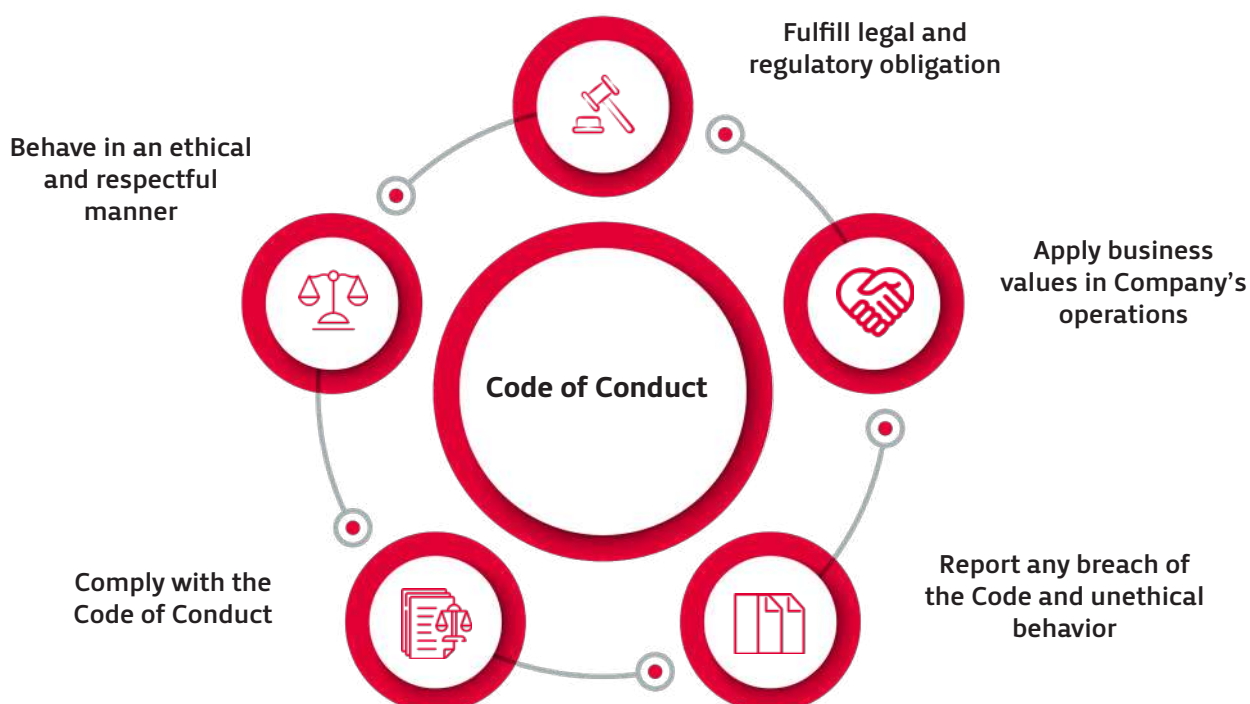 Fulfill legal and
regulatory obligation
Behave in an ethical
and respectful
manner
Apply business
values in Company’s
operations
Code of Conduct
Comply with the
Code of Conduct
Report any breach of
the Code and unethical
behavior